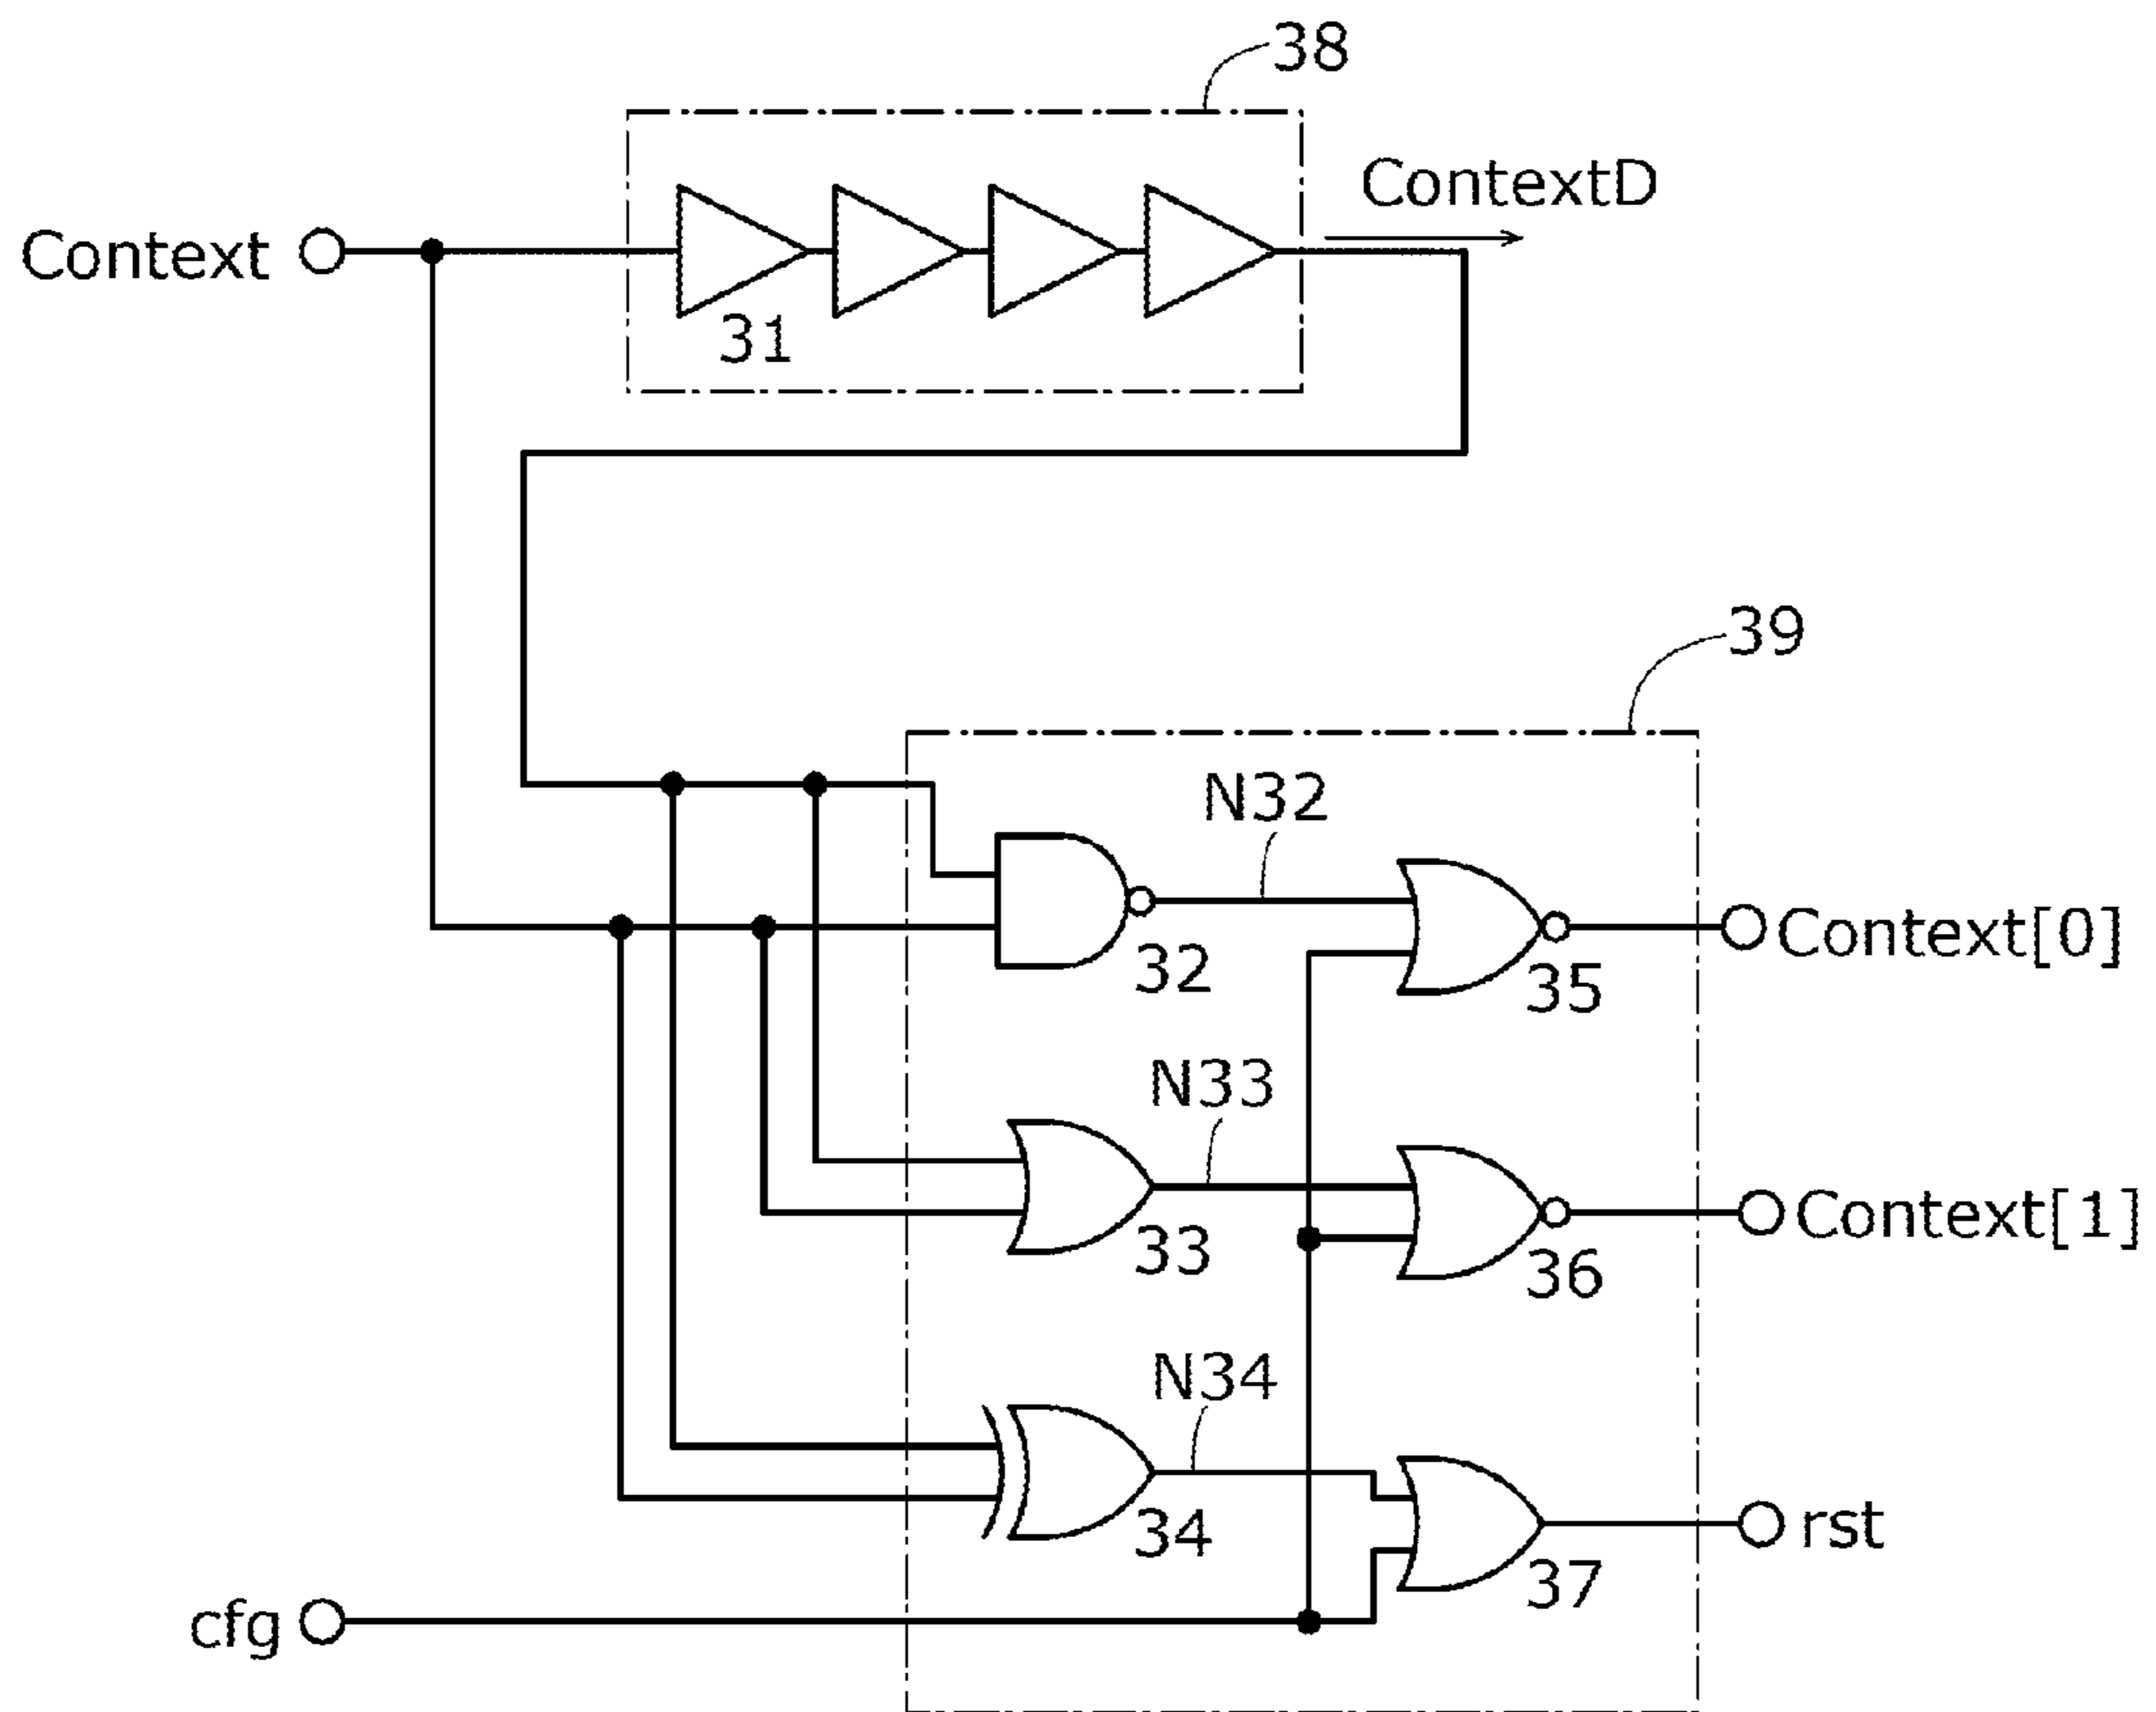 38
ContextD
Context
31
39
N32
32
35
Context[0]
N33
33
36
Context[1]
N34
34
37
rst
cfg